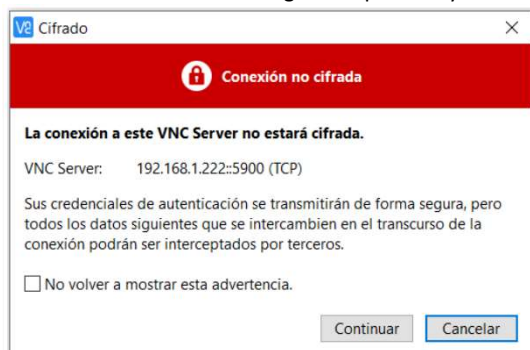 Cifrado
Conexión no cifrada
La conexión a este VNC Server no estará cifrada.
VNC Server: 192.168.1.222::5900 (TCP)
Sus credenciales de autenticación se transmitirán de forma segura, pero
todos los datos siguientes que se intercambien en el transcurso de la
conexión podrán ser interceptados por terceros.
No volver a mostrar esta advertencia.
Continuar Cancelar